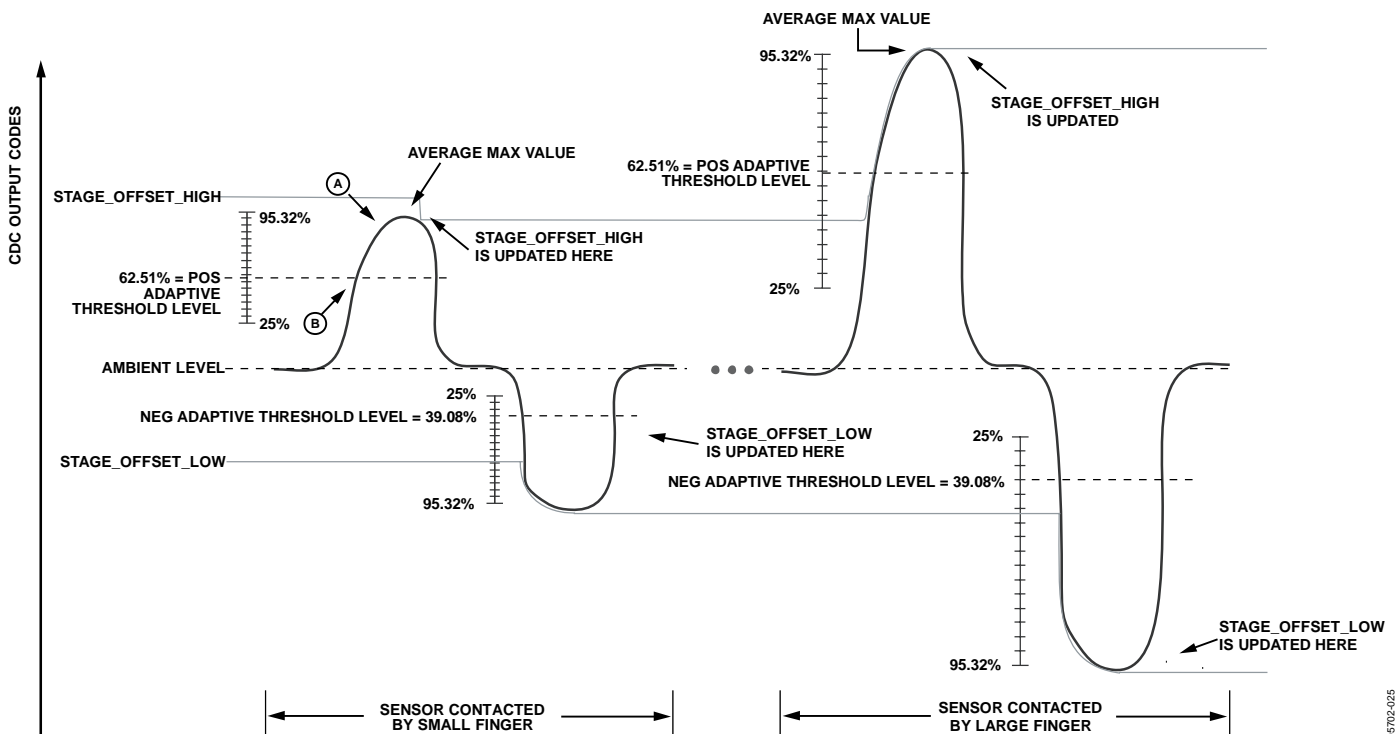 AVERAGE MAX VALUE
95.32%
STAGE_OFFSET_HIGH
IS UPDATED
CDC OUTPUT CODES
AVERAGE MAX VALUE
62.51% = POS ADAPTIVE
THRESHOLD LEVEL
A
STAGE_OFFSET_HIGH
95.32%
STAGE_OFFSET_HIGH
IS UPDATED HERE
62.51% = POS
ADAPTIVE
THRESHOLD LEVEL
25%
B
25%
AMBIENT LEVEL
25%
NEG ADAPTIVE THRESHOLD LEVEL = 39.08%
STAGE_OFFSET_LOW
IS UPDATED HERE
25%
STAGE_OFFSET_LOW
NEG ADAPTIVE THRESHOLD LEVEL = 39.08%
95.32%
STAGE_OFFSET_LOW
IS UPDATED HERE
95.32%
SENSOR CONTACTED
BY SMALL FINGER
SENSOR CONTACTED
BY LARGE FINGER